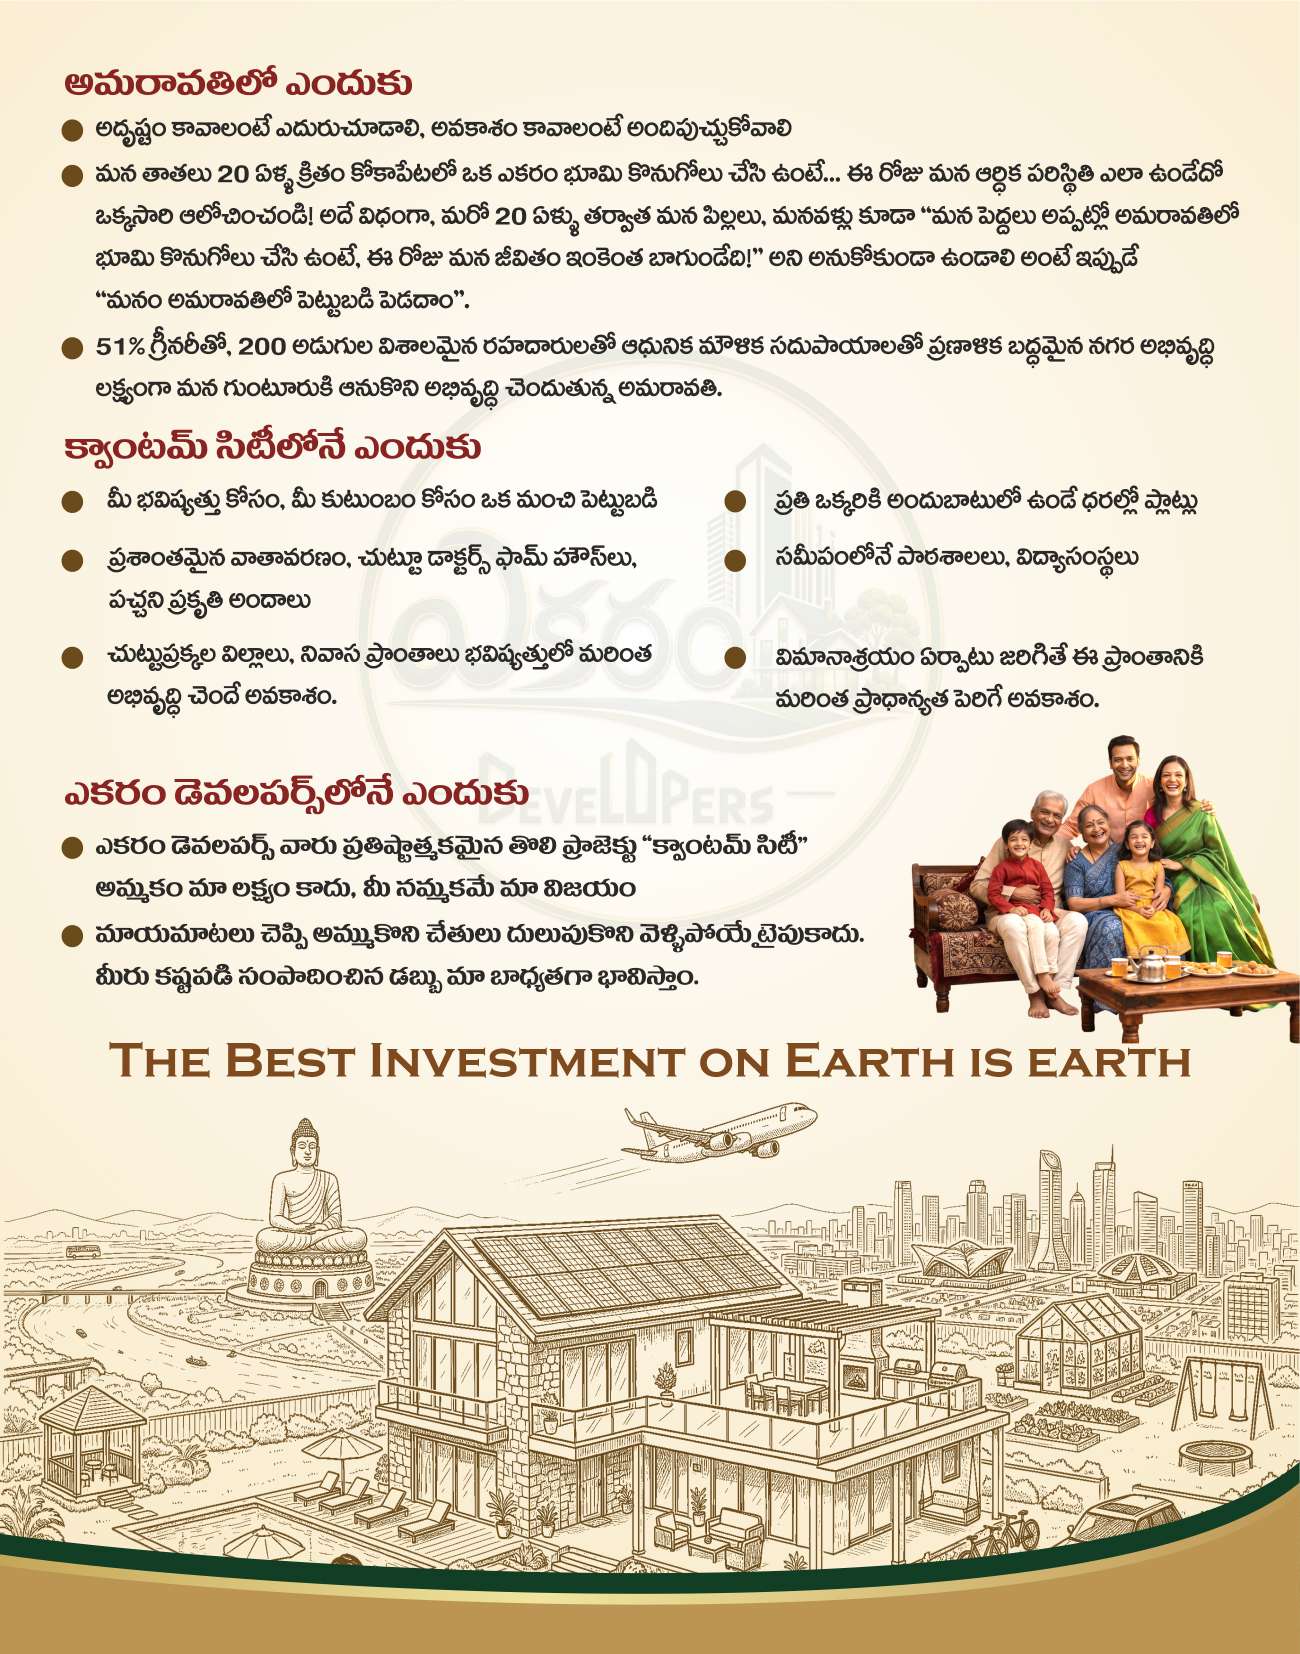 అమరావతిలో ఎందుకు
అదృష్టం కావాలంటే ఎదురుచూడాలి, అవకాశం కావాలంటే అందిపుచ్చుకోవాలి
మన తాతలు 20 ఏళ్ళ క్రితం కోకాపేటలో ఒక ఎకరం భూమి కొనుగోలు చేసి ఉంటే... ఈ రోజు మన ఆర్ధిక పరిస్థితి ఎలా ఉండేదో
ఒక్కసారి ఆలోచించండి! అదే విధంగా, మరో 20 ఏళ్ళు తర్వాత మన పిల్లలు, మనవళ్లు కూడా “మన పెద్దలు అప్పట్లో అమరావతిలో
భూమి కొనుగోలు చేసి ఉంటే, ఈ రోజు మన జీవితం ఇంకెంత బాగుండేది!” అని అనుకోకుండా ఉండాలి అంటే ఇప్పుడే
“మనం అమరావతిలో పెట్టుబడి పెడదాం”.
51% గ్రీనరీతో, 200 అడుగుల విశాలమైన రహదారులతో ఆధునిక మౌళిక సదుపాయాలతో ప్రణాళిక బద్ధమైన నగర అభివృద్ధి
లక్ష్యంగా మన గుంటూరుకి ఆనుకొని అభివృద్ధి చెందుతున్న అమరావతి.
క్వాంటమ్ సిటీలోనే ఎందుకు
మీ భవిష్యత్తు కోసం, మీ కుటుంబం కోసం ఒక మంచి పెట్టుబడి
ప్రశాంతమైన వాతావరణం, చుట్టూ డాక్టర్స్ ఫామ్ హౌస్‌లు,
పచ్చని ప్రకృతి అందాలు
చుట్టుప్రక్కల విల్లాలు, నివాస ప్రాంతాలు భవిష్యత్తులో మరింత
అభివృద్ధి చెందే అవకాశం.
ప్రతి ఒక్కరికి అందుబాటులో ఉండే ధరల్లో ప్లాట్లు
సమీపంలోనే పాఠశాలలు, విద్యాసంస్థలు
విమానాశ్రయం ఏర్పాటు జరిగితే ఈ ప్రాంతానికి
మరింత ప్రాధాన్యత పెరిగే అవకాశం.
ఎకరం
DEVELOPERS
ఎకరం డెవలపర్స్‌లోనే ఎందుకు
ఎకరం డెవలవర్స్ వారు ప్రతిష్టాత్మకమైన తొలి ప్రాజెక్టు “క్వాంటమ్ సిటీ”
అమ్మకం మా లక్ష్యం కాదు, మీ నమ్మకమే మా విజయం
మాయమాటలు చెప్పి అమ్ముకొని చేతులు దులుపుకొని వెళ్ళిపోయే టైపుకాదు.
మీరు కష్టపడి సంపాదించిన డబ్బు మా బాధ్యతగా భావిస్తాం.
THE BEST INVESTMENT ON EARTH IS EARTH